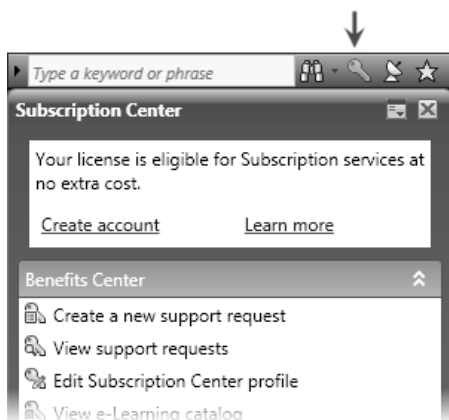 Type a keyword or phrase
Subscription Center
Your license is eligible for Subscription services at
no extra cost.
Create account Learn more
Benefits Center
Create a new support request
View support requests
Edit Subscription Center profile
View e-Learning catalog